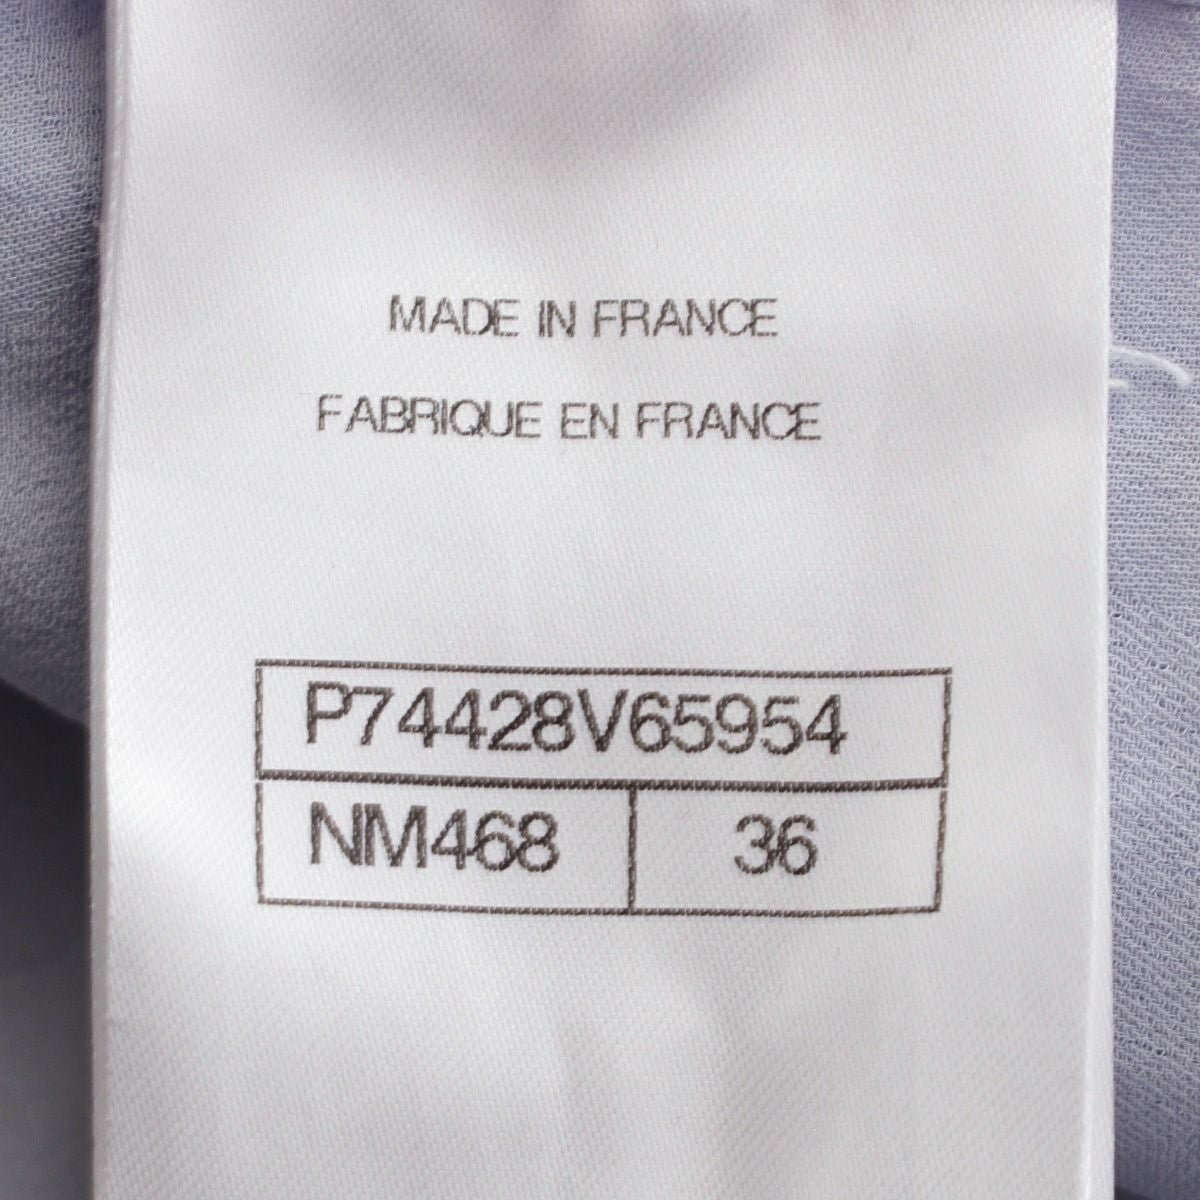 MADE IN FRANCE
FABRIQUE EN FRANCE
P74428V65954
NM468 36